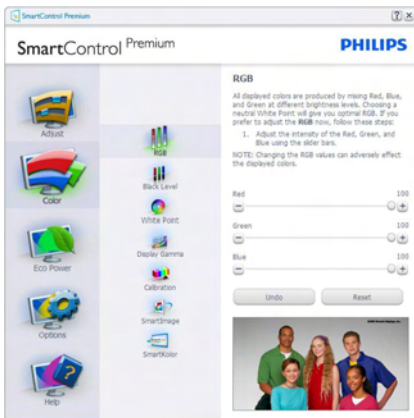 SmartControl Premium
SmartControl Premium
PHILIPS
Adjust
Color
Eco Power
Options
Help
RGB
Black Level
White Point
Display Gamma
Calibration
SmartImage
SmartKolor
RGB
All displayed colors are produced by mixing Red, Blue,
and Green at different brightness levels. Choosing a
neutral White Point will give you optimal RGB. If you
prefer to adjust the RGB now, follow these steps:
1. Adjust the intensity of the Red, Green, and
Blue using the slider bars.
NOTE: Changing the RGB values can adversely effect
the displayed colors.
Red 100
Green 100
Blue 100
Undo Reset